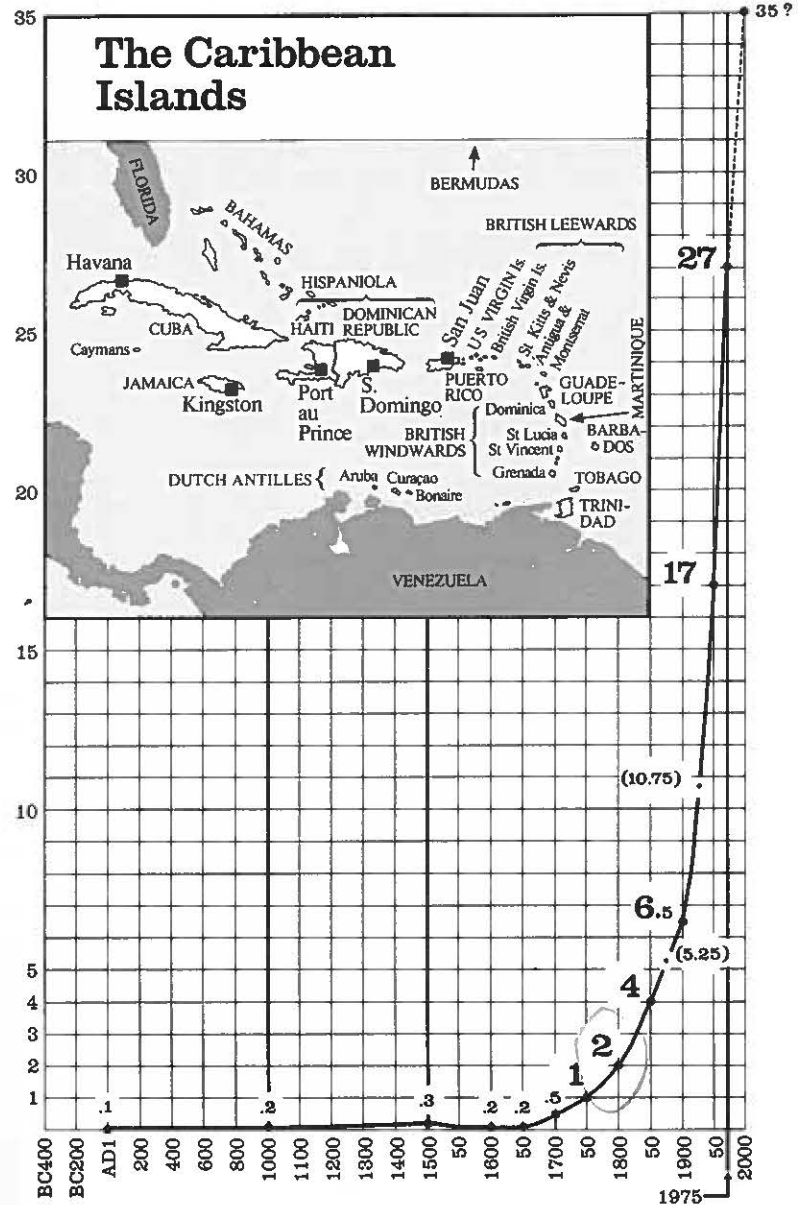 The Caribbean
Islands
FLORIDA
BERMUDAS
BAHAMAS
BRITISH LEEWARDS
Havana
CUBA
Caymans
HISPANIOLA
HAITI
DOMINICAN
REPUBLIC
San Juan
US VIRGIN Is.
British Virgin Is.
St. Kitts & Nevis
Antigua &
Montserrat
JAMAICA
Kingston
Port
au
Prince
S.
Domingo
PUERTO
RICO
GUADE-
LOUPE
MARTINIQUE
Dominica
BRITISH
WINDWARDS
St Lucia
St Vincent
Grenada
BARBA-
DOS
DUTCH ANTILLES
Aruba
Curaçao
Bonaire
TOBAGO
TRINI-
DAD
VENEZUELA
35
30
25
20
15
10
5
4
3
2
1
35 ?
27
17
(10.75)
6.5
(5.25)
4
2
1
.1
.2
.3
.2
.2
.5
BC400
BC200
AD1
200
400
600
800
1000
1100
1200
1300
1400
1500
50
1600
50
1700
50
1800
50
1900
50
2000
1975